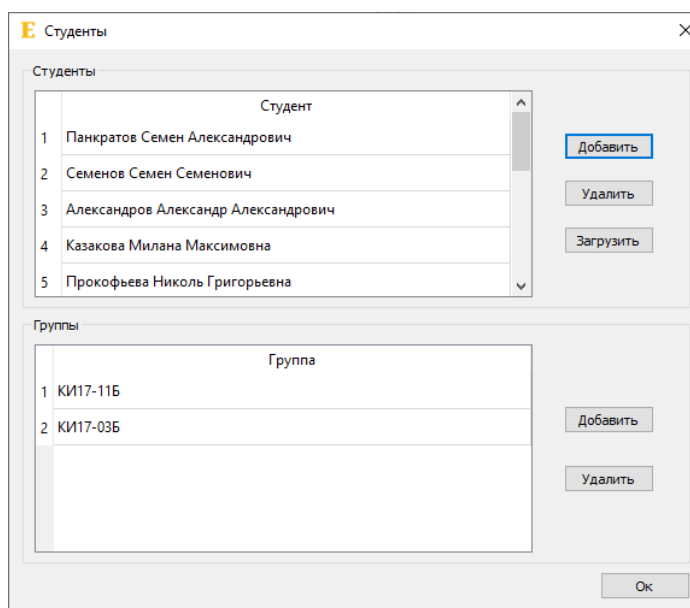 E Студенты
Студенты
Студент
1 Панкратов Семен Александрович
2 Семенов Семен Семенович
3 Александров Александр Александрович
4 Казакова Милана Максимовна
5 Прокофьева Николь Григорьевна
Добавить
Удалить
Загрузить
Группы
Группа
1 КИ17-11Б
2 КИ17-03Б
Добавить
Удалить
Ок